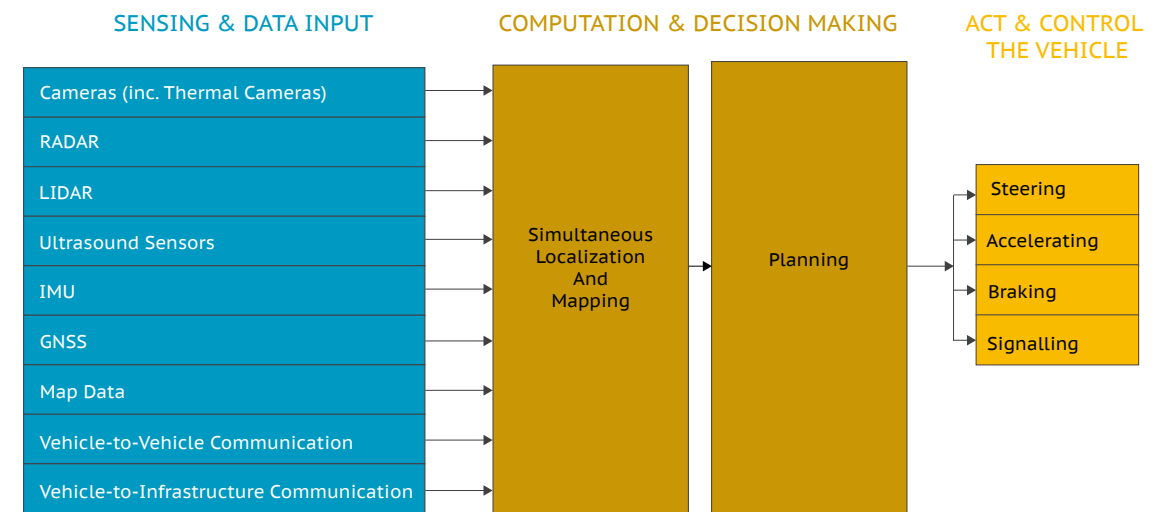 SENSING & DATA INPUT
COMPUTATION & DECISION MAKING
ACT & CONTROL
THE VEHICLE
Cameras (inc. Thermal Cameras)
RADAR
LIDAR
Ultrasound Sensors
IMU
GNSS
Map Data
Vehicle-to-Vehicle Communication
Vehicle-to-Infrastructure Communication
Simultaneous
Localization
And
Mapping
Planning
Steering
Accelerating
Braking
Signalling